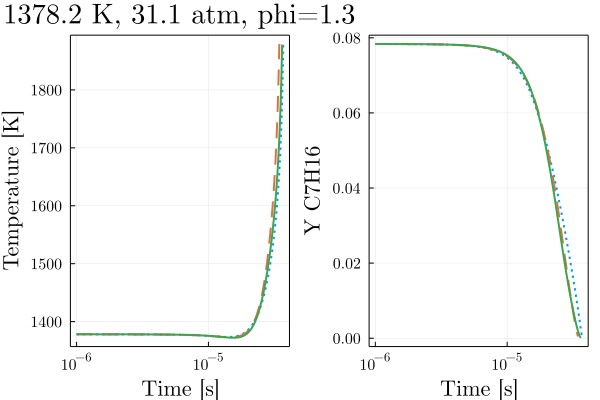 1378.2 K, 31.1 atm, phi=1.3
Temperature [K]
1800
1700
1600
1500
1400
10⁻⁶
10⁻⁵
Time [s]
Y C7H16
0.08
0.06
0.04
0.02
0.00
10⁻⁶
10⁻⁵
Time [s]